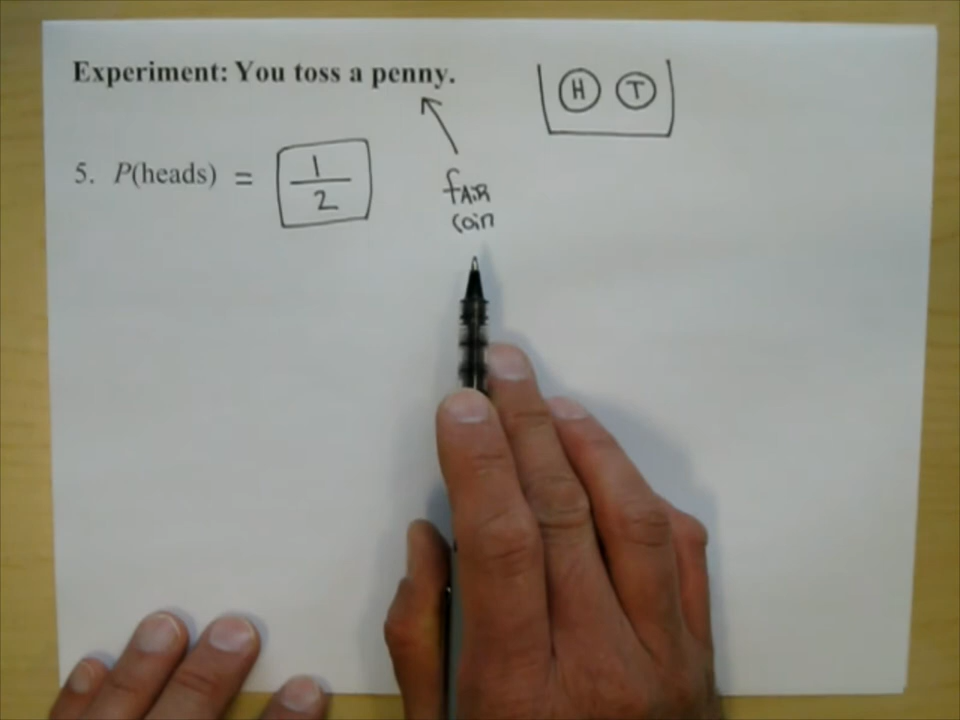 Experiment: You toss a penny.
H T
5. P(heads) = 1/2
fAIR
coin